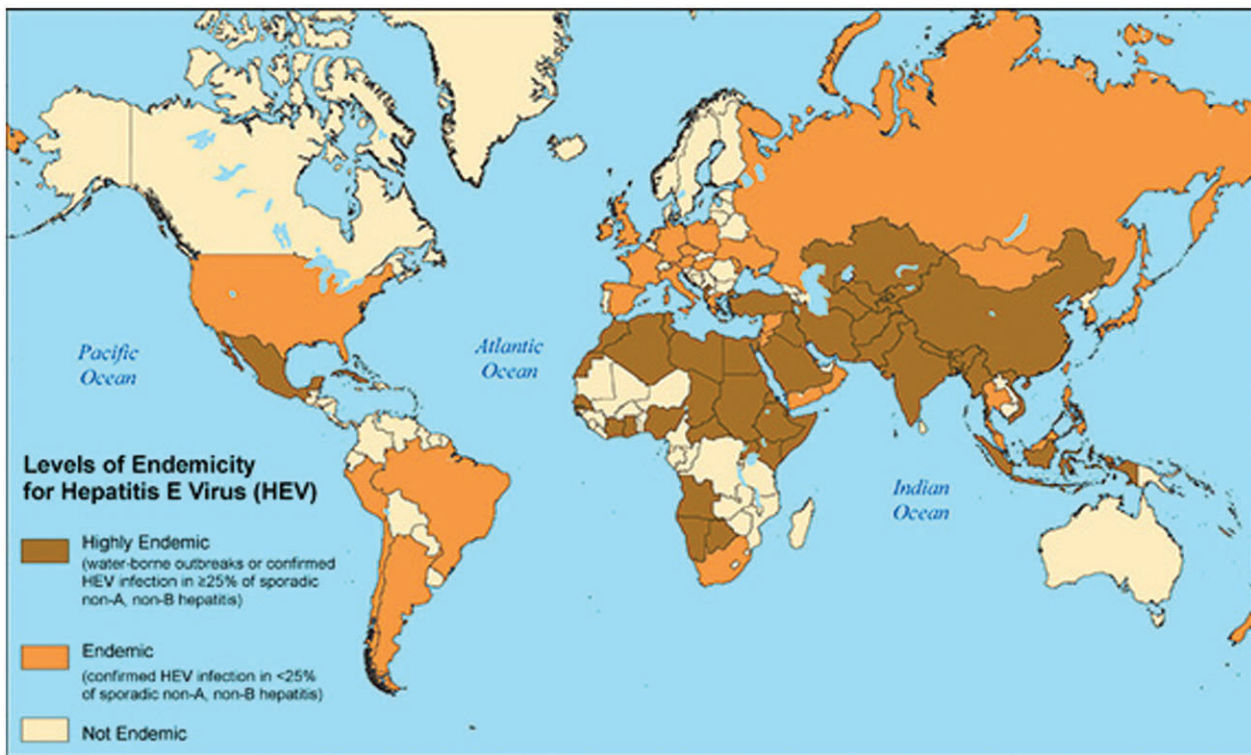 Pacific
Ocean
Atlantic
Ocean
Indian
Ocean
Levels of Endemicity
for Hepatitis E Virus (HEV)
Highly Endemic
(water-borne outbreaks or confirmed
HEV infection in ≥25% of sporadic
non-A, non-B hepatitis)
Endemic
(confirmed HEV infection in <25%
of sporadic non-A, non-B hepatitis)
Not Endemic